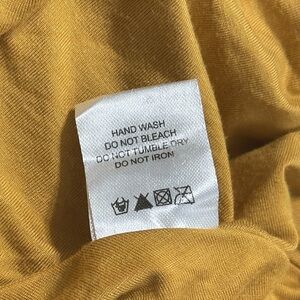 HAND WASH
DO NOT BLEACH
DO NOT TUMBLE DRY
DO NOT IRON